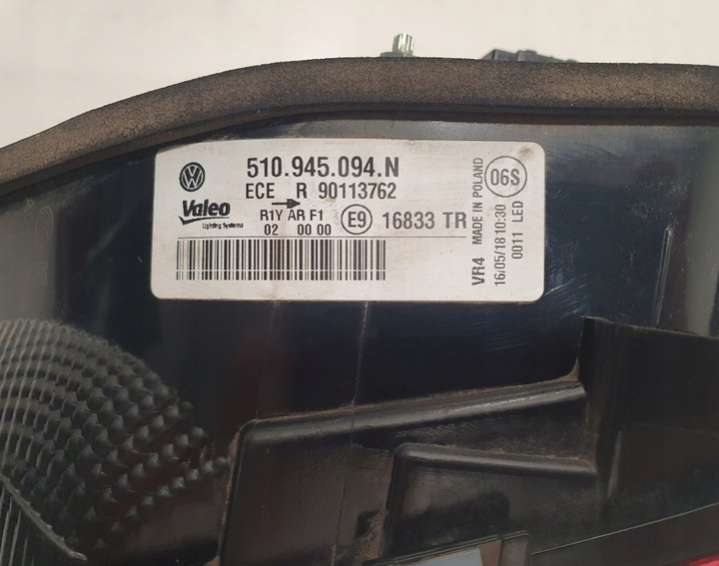 510.945.094.N
ECE R 90113762
Valeo
Lighting Systems
R1Y AR F1
02 00 00
E9 16833 TR
VR4 MADE IN POLAND
16/05/18 10:30
0011 LED
06S